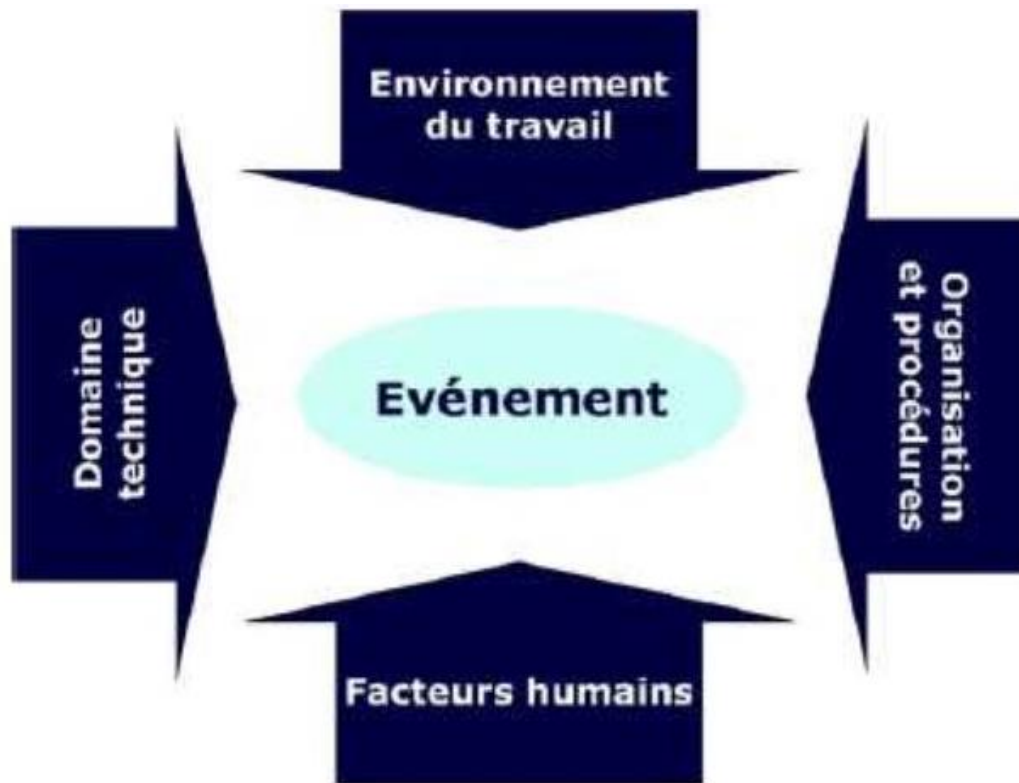 Environnement
du travail
Domaine
technique
Evénement
Organisation
et procédures
Facteurs humains